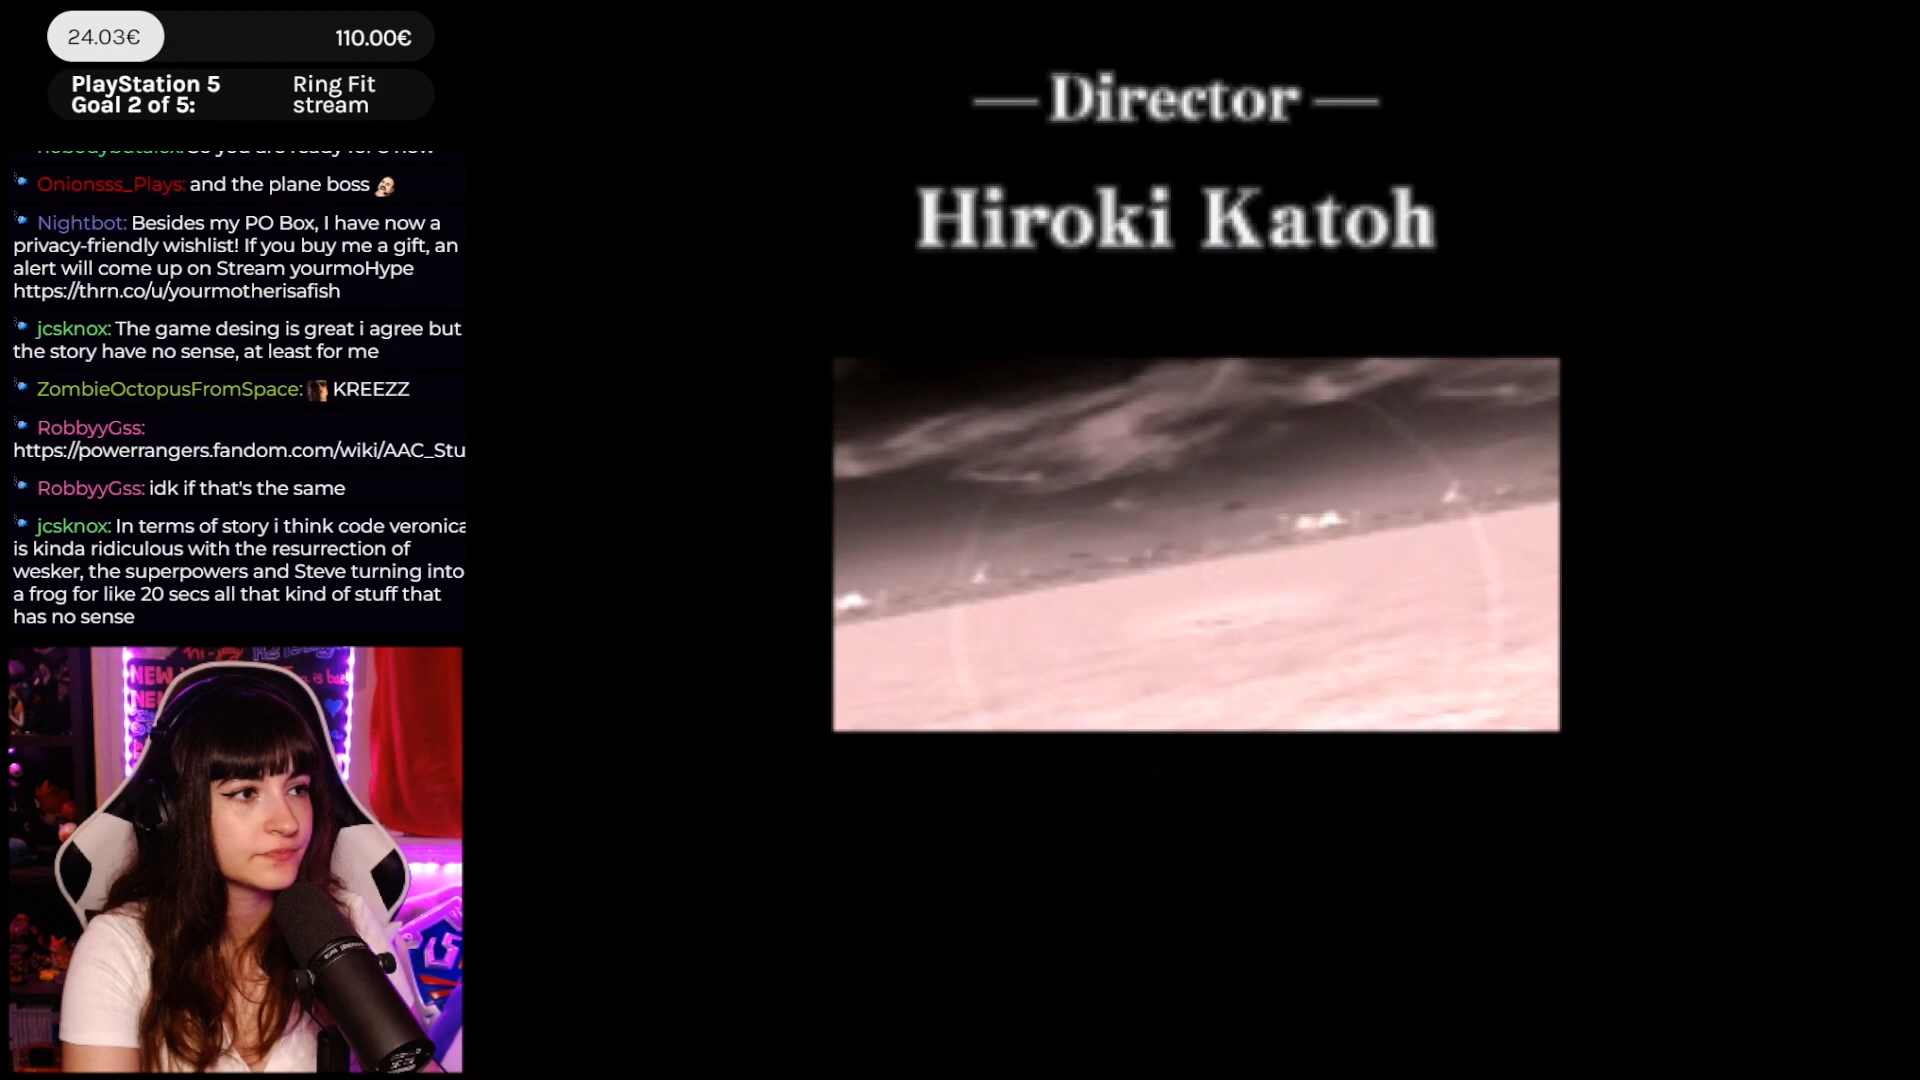 24.03€
110.00€
PlayStation 5
Goal 2 of 5:
Ring Fit
stream
Onionsss_Plays: and the plane boss
Nightbot: Besides my PO Box, I have now a
privacy-friendly wishlist! If you buy me a gift, an
alert will come up on Stream yourmoHype
https://thrn.co/u/yourmotherisafish
jcsknox: The game desing is great i agree but
the story have no sense, at least for me
ZombieOctopusFromSpace: KREEZZ
RobbyyGss:
https://powerrangers.fandom.com/wiki/AAC_Stu
RobbyyGss: idk if that's the same
jcsknox: In terms of story i think code veronica
is kinda ridiculous with the resurrection of
wesker, the superpowers and Steve turning into
a frog for like 20 secs all that kind of stuff that
has no sense
— Director —
Hiroki Katoh
NEW
is bac